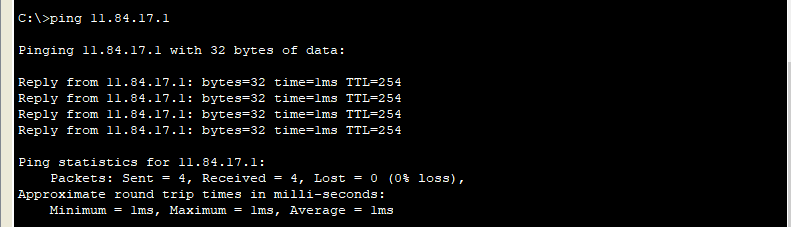 C:\>ping 11.84.17.1
Pinging 11.84.17.1 with 32 bytes of data:
Reply from 11.84.17.1: bytes=32 time=1ms TTL=254
Reply from 11.84.17.1: bytes=32 time=1ms TTL=254
Reply from 11.84.17.1: bytes=32 time=1ms TTL=254
Reply from 11.84.17.1: bytes=32 time=1ms TTL=254
Ping statistics for 11.84.17.1:
Packets: Sent = 4, Received = 4, Lost = 0 (0% loss),
Approximate round trip times in milli-seconds:
Minimum = 1ms, Maximum = 1ms, Average = 1ms